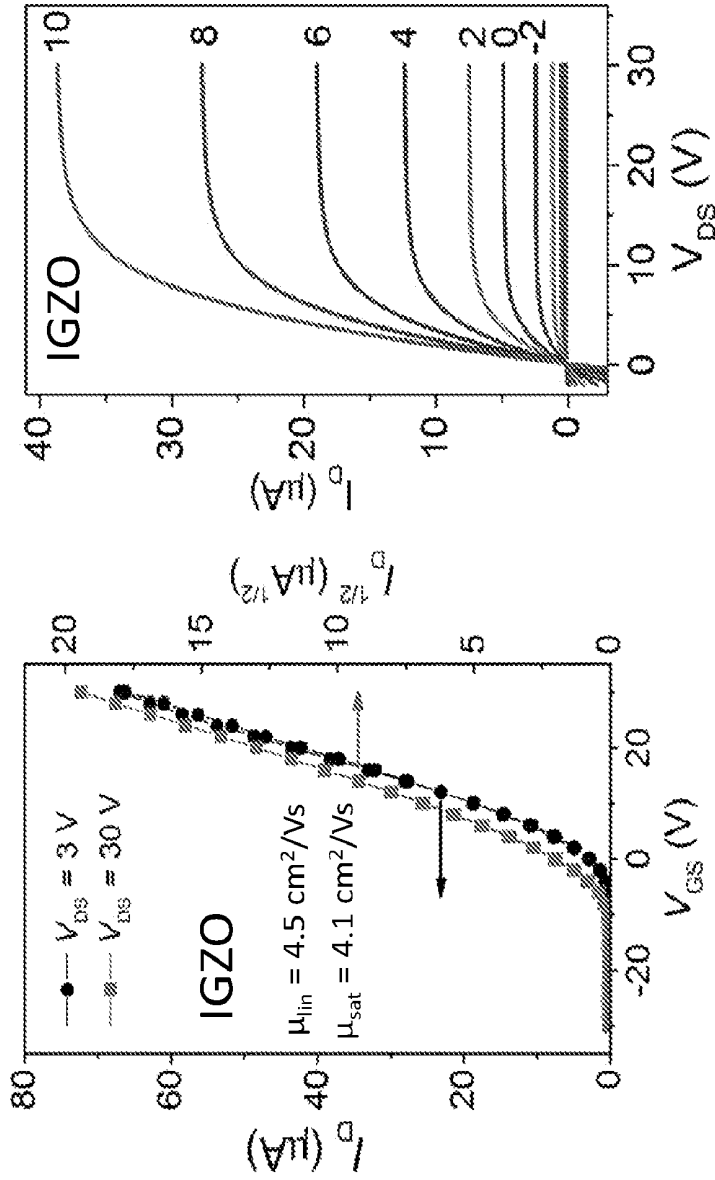 V_DS = 3 V
V_DS = 30 V
IGZO
μ_lin = 4.5 cm²/Vs
μ_sat = 4.1 cm²/Vs
80
60
40
20
0
I_D (μA)
-20
0
20
V_GS (V)
20
15
10
5
0
I_D^1/2 (μA^1/2)
IGZO
10
8
6
4
2
0
-2
40
30
20
10
0
I_D (μA)
0
10
20
30
V_DS (V)